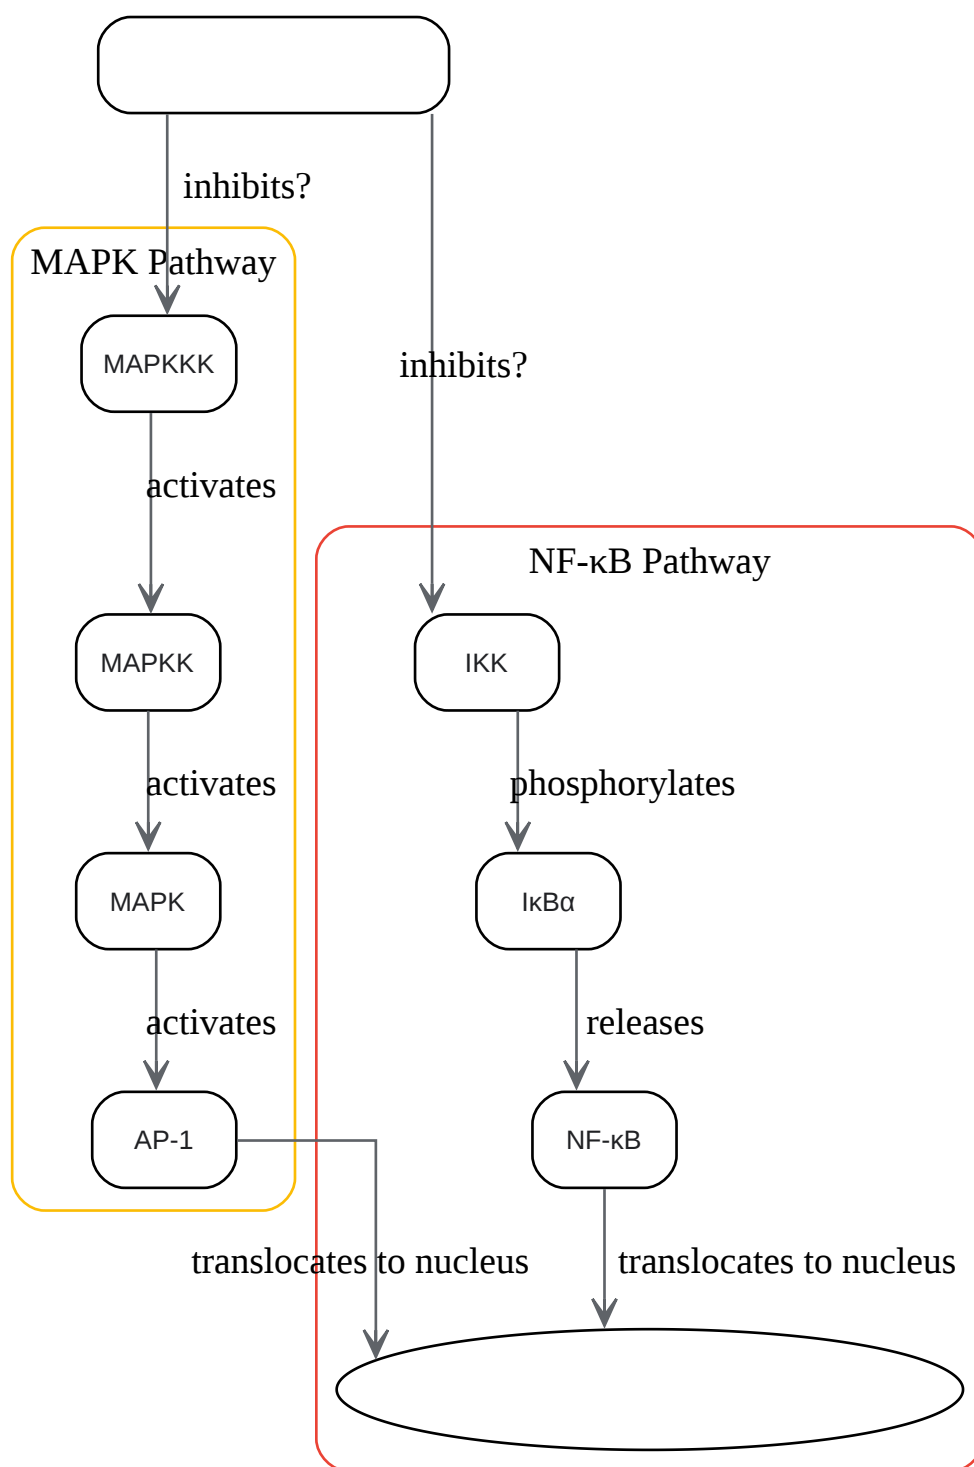 inhibits?
MAPK Pathway
MAPKKK
inhibits?
activates
NF-κB Pathway
MAPKK
IKK
activates
phosphorylates
MAPK
IκBα
activates
releases
AP-1
NF-κB
translocates to nucleus
translocates to nucleus